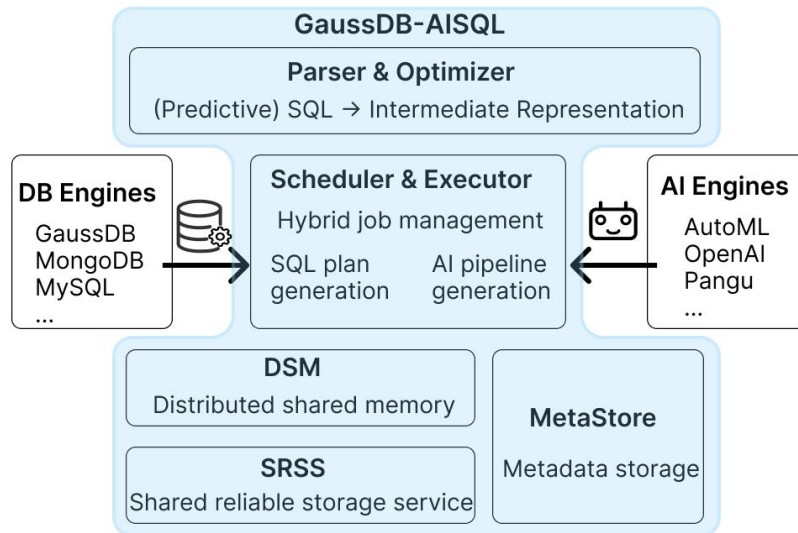 GaussDB-AISQL
Parser & Optimizer
(Predictive) SQL → Intermediate Representation
DB Engines
GaussDB
MongoDB
MySQL
...
Scheduler & Executor
Hybrid job management
SQL plan
generation
AI pipeline
generation
AI Engines
AutoML
OpenAI
Pangu
...
DSM
Distributed shared memory
SRSS
Shared reliable storage service
MetaStore
Metadata storage